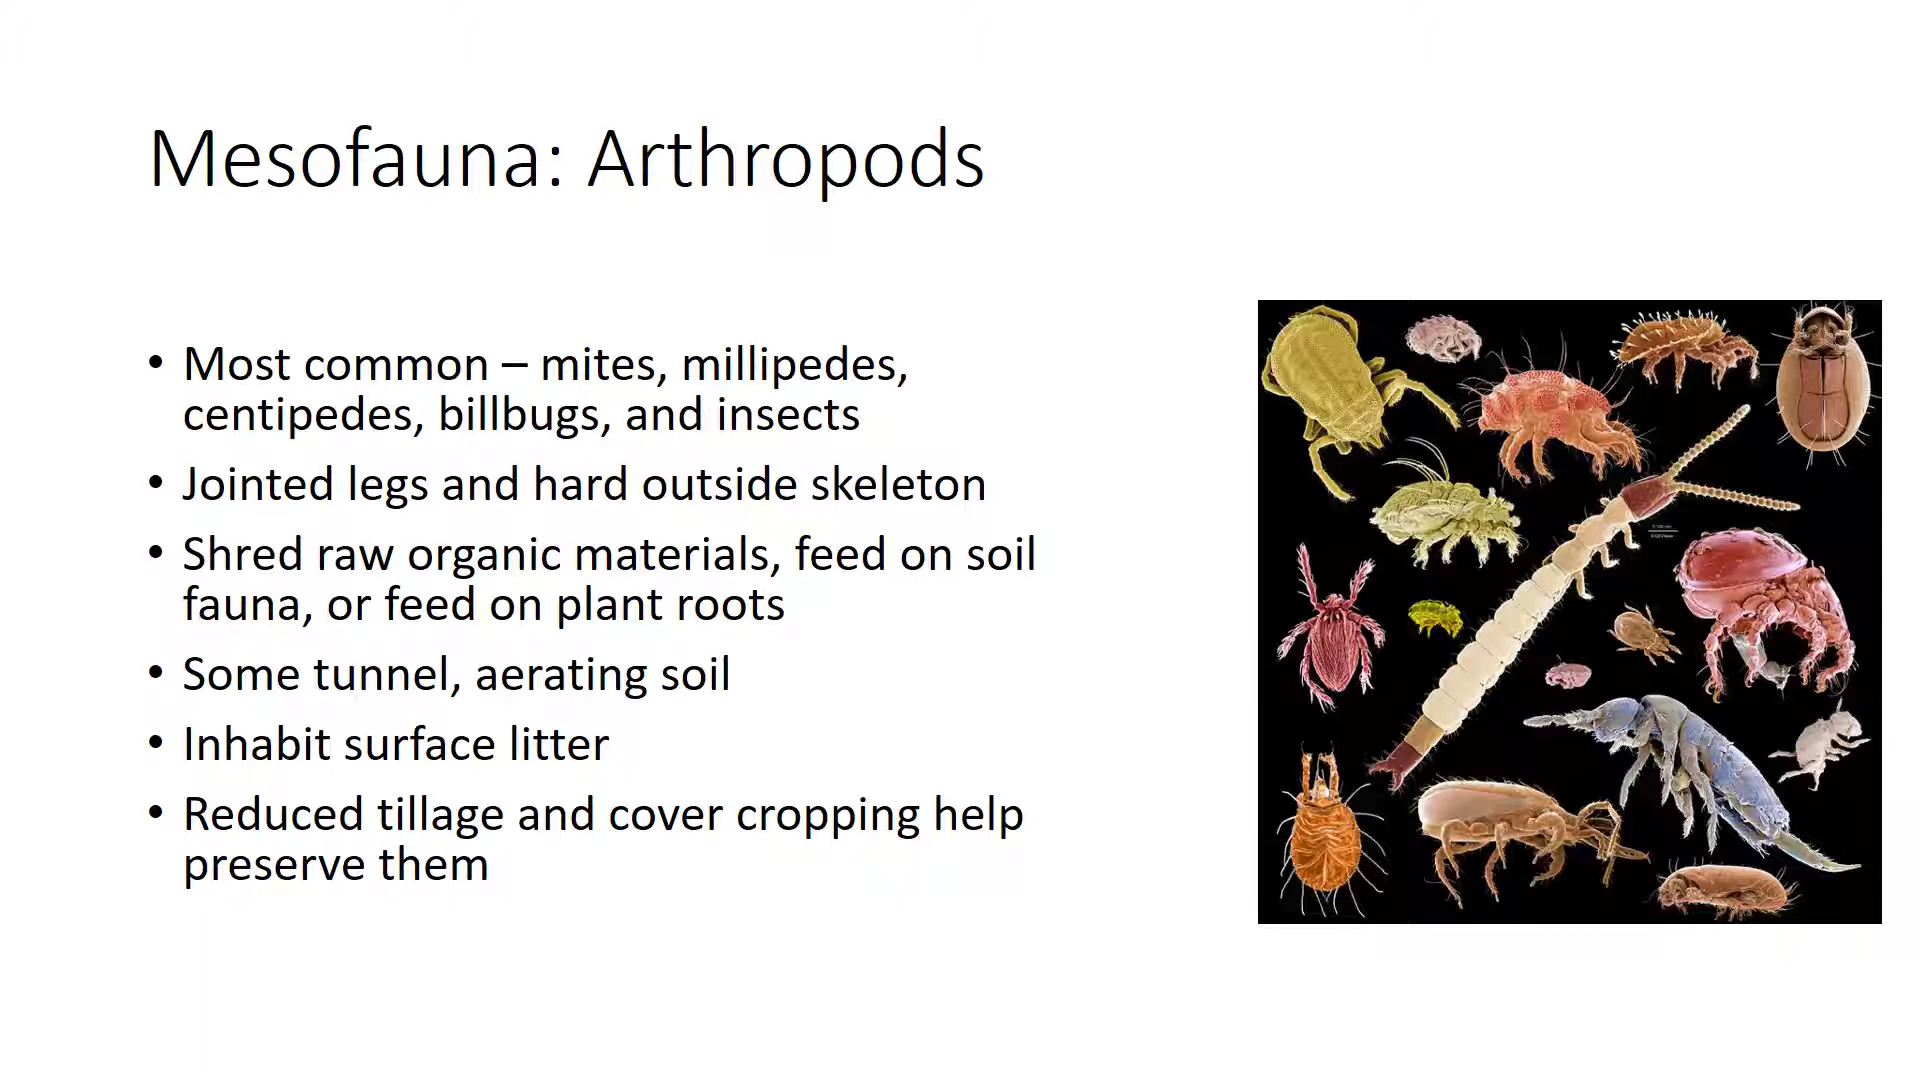 Mesofauna: Arthropods
• Most common – mites, millipedes,
centipedes, billbugs, and insects
• Jointed legs and hard outside skeleton
• Shred raw organic materials, feed on soil
fauna, or feed on plant roots
• Some tunnel, aerating soil
• Inhabit surface litter
• Reduced tillage and cover cropping help
preserve them